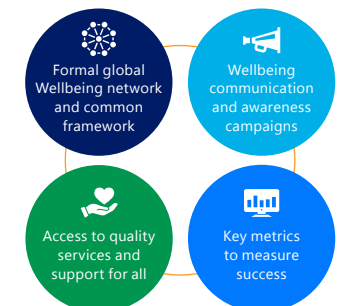 Formal global
Wellbeing network
and common
framework
Wellbeing
communication
and awareness
campaigns
Access to quality
services and
support for all
Key metrics
to measure
success